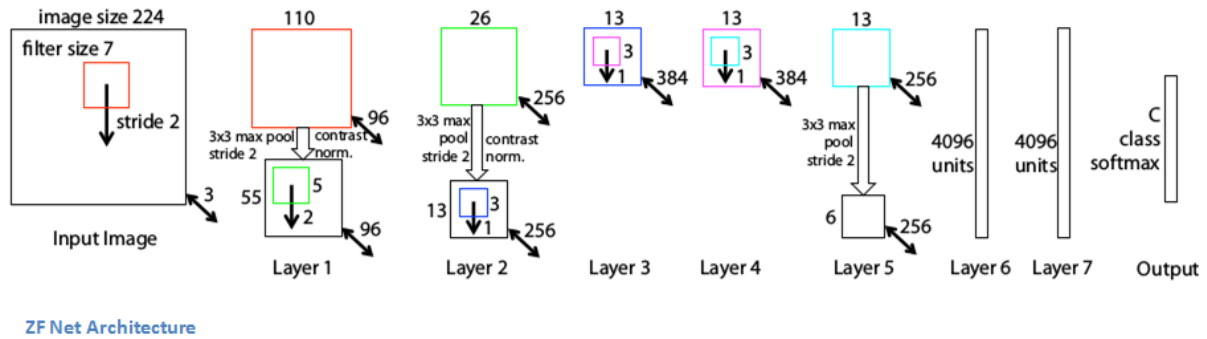 image size 224
filter size 7
stride 2
3
Input Image
110
96
3x3 max pool
stride 2
contrast
norm.
55
5
2
96
Layer 1
26
256
3x3 max
pool
stride 2
contrast
norm.
13
3
1
256
Layer 2
13
3
1
384
Layer 3
13
3
1
384
Layer 4
13
256
3x3 max
pool
stride 2
6
256
Layer 5
4096
units
Layer 6
4096
units
Layer 7
C
class
softmax
Output
ZF Net Architecture